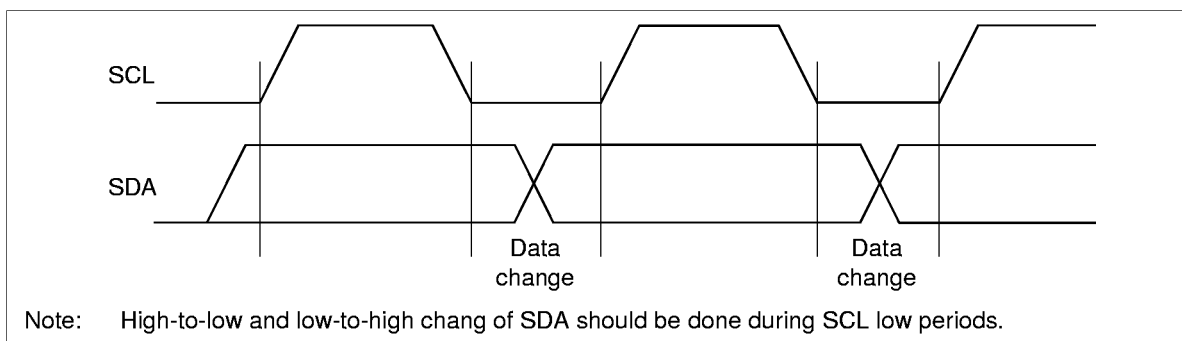 SCL
SDA
Data
change
Data
change
Note: High-to-low and low-to-high chang of SDA should be done during SCL low periods.